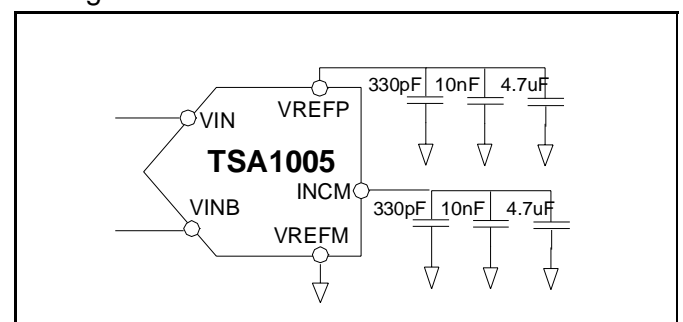 330pF 10nF 4.7uF
VREFP
VIN
TSA1005
INCM
330pF 10nF 4.7uF
VINB
VREFM